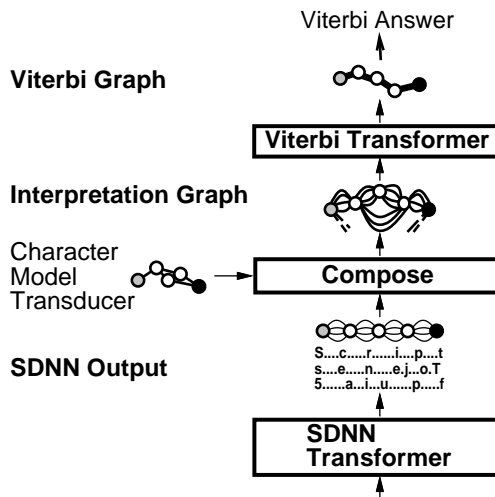 Viterbi Answer
Viterbi Graph
Viterbi Transformer
Interpretation Graph
Character
Model
Transducer
Compose
S....c.....r......i....p....t
s....e.....n.....e.j...o.T
5......a...i...u......p.....f
SDNN Output
SDNN
Transformer